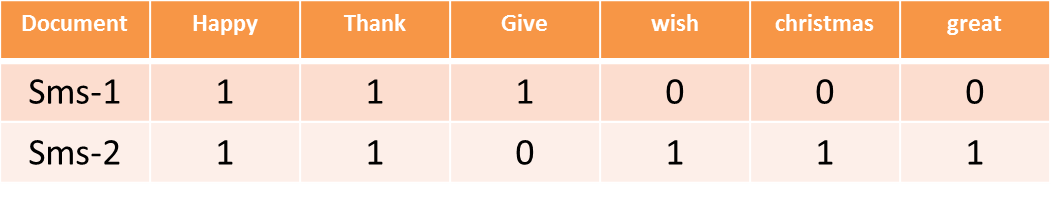 Document Happy Thank Give wish christmas great
Sms-1 1 1 1 0 0 0
Sms-2 1 1 0 1 1 1